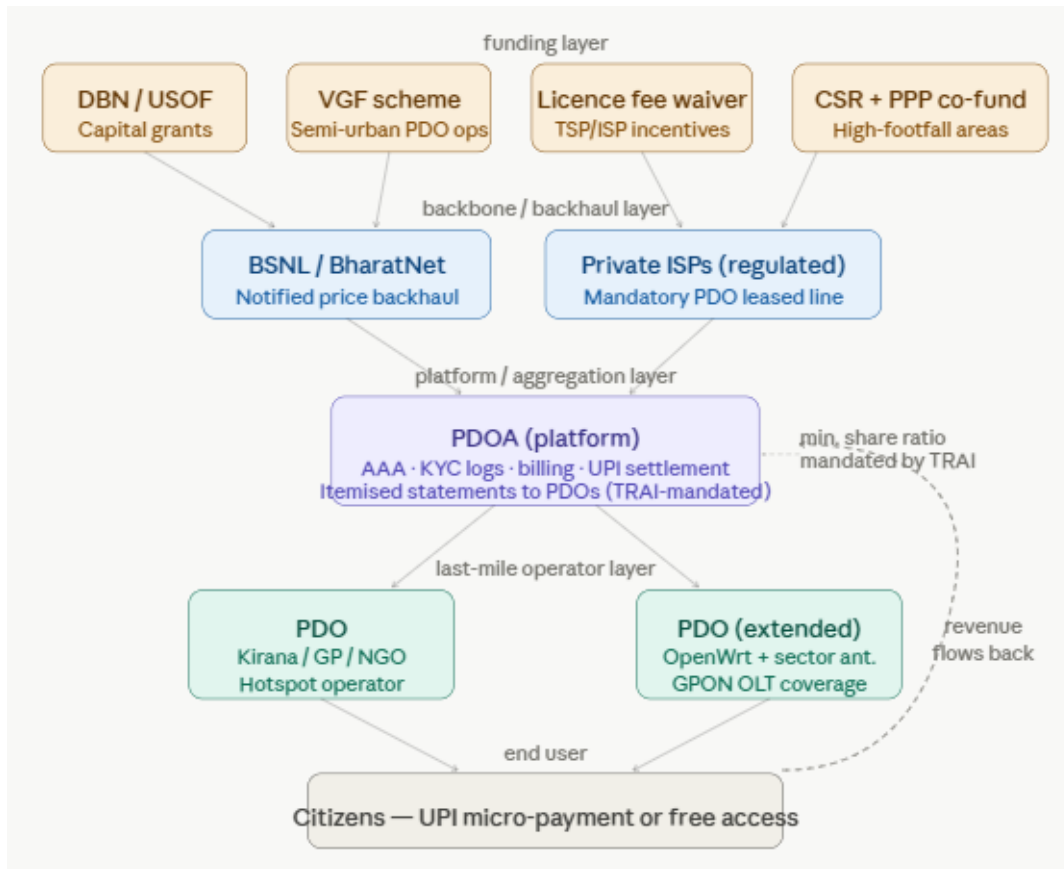 funding layer
DBN / USOF
Capital grants
VGF scheme
Semi-urban PDO ops
Licence fee waiver
TSP/ISP incentives
CSR + PPP co-fund
High-footfall areas
backbone / backhaul layer
BSNL / BharatNet
Notified price backhaul
Private ISPs (regulated)
Mandatory PDO leased line
platform / aggregation layer
PDOA (platform)
AAA · KYC logs · billing · UPI settlement
Itemised statements to PDOs (TRAI-mandated)
min. share ratio
mandated by TRAI
last-mile operator layer
PDO
Kirana / GP / NGO
Hotspot operator
PDO (extended)
OpenWrt + sector ant.
GPON OLT coverage
revenue
flows back
end user
Citizens — UPI micro-payment or free access